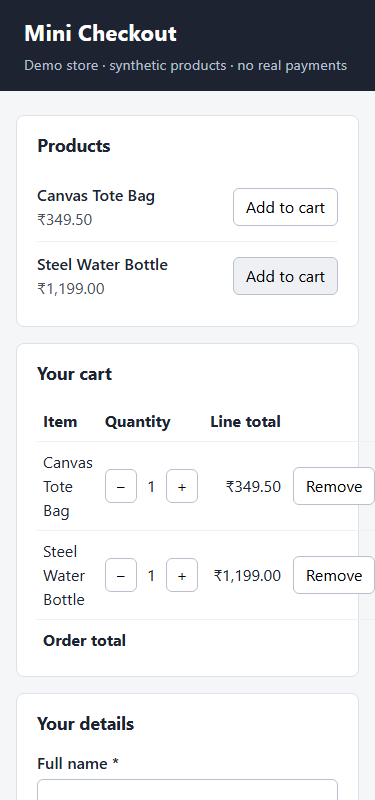 Mini Checkout
Demo store · synthetic products · no real payments
Products
Canvas Tote Bag
₹349.50
Add to cart
Steel Water Bottle
₹1,199.00
Add to cart
Your cart
Item Quantity Line total
Canvas
Tote
Bag
− 1 + ₹349.50 Remove
Steel
Water
Bottle
− 1 + ₹1,199.00 Remove
Order total
Your details
Full name *